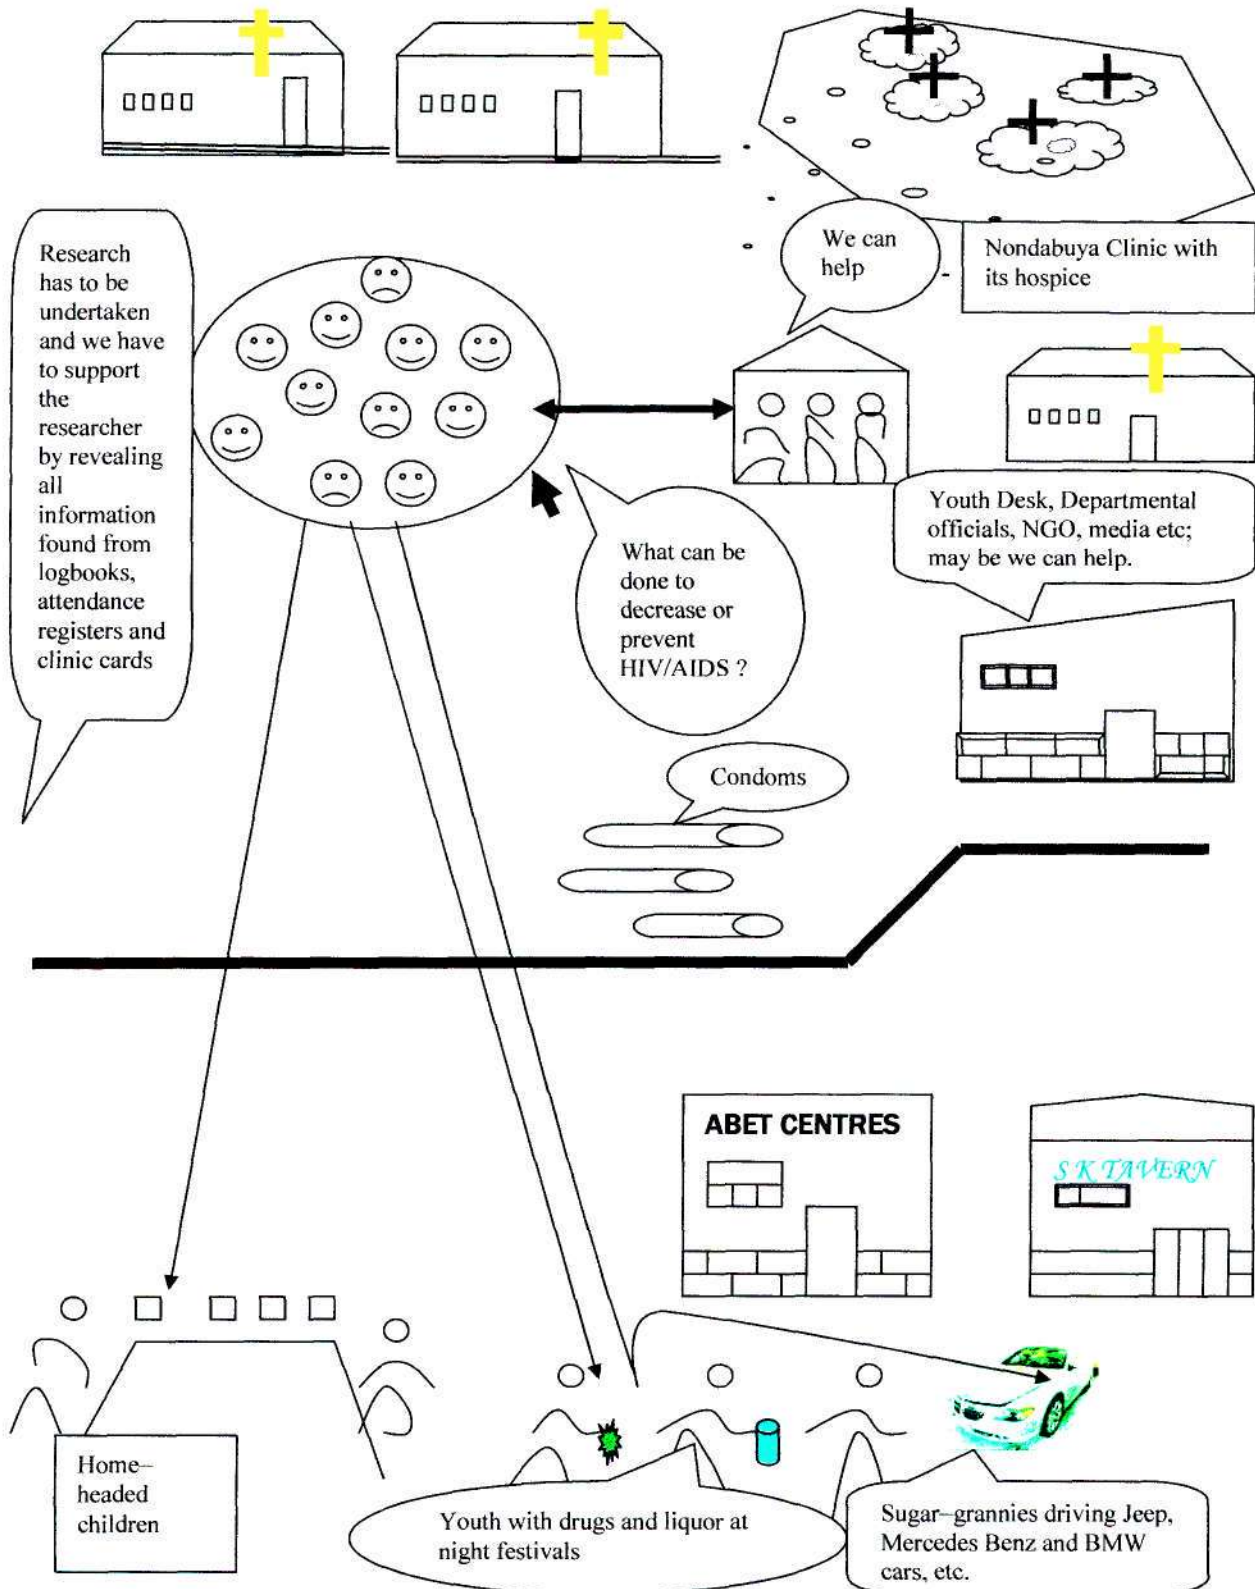 Research
has to be
undertaken
and we have
to support
the
researcher
by revealing
all
information
found from
logbooks,
attendance
registers and
clinic cards
We can
help
Nondabuya Clinic with
its hospice
Youth Desk, Departmental
officials, NGO, media etc;
may be we can help.
What can be
done to
decrease or
prevent
HIV/AIDS ?
Condoms
ABET CENTRES
S K TAVERN
Home–
headed
children
Youth with drugs and liquor at
night festivals
Sugar–grannies driving Jeep,
Mercedes Benz and BMW
cars, etc.